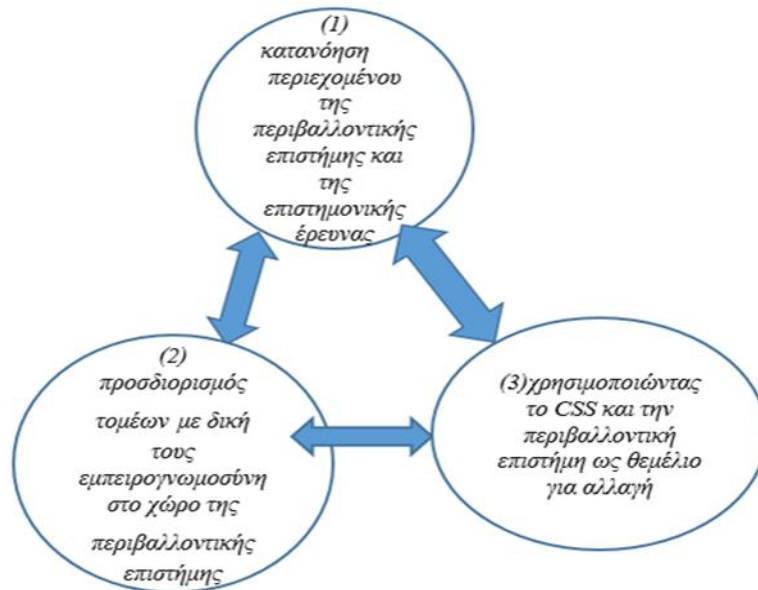 (1)
κατανόηση
περιεχομένου
της
περιβαλλοντικής
επιστήμης και
της
επιστημονικής
έρευνας
(2)
προσδιορισμός
τομέων με δική
τους
εμπειρογνωμοσύνη
στο χώρο της
περιβαλλοντικής
επιστήμης
(3)χρησιμοποιώντας
το CSS και την
περιβαλλοντική
επιστήμη ως θεμέλιο
για αλλαγή